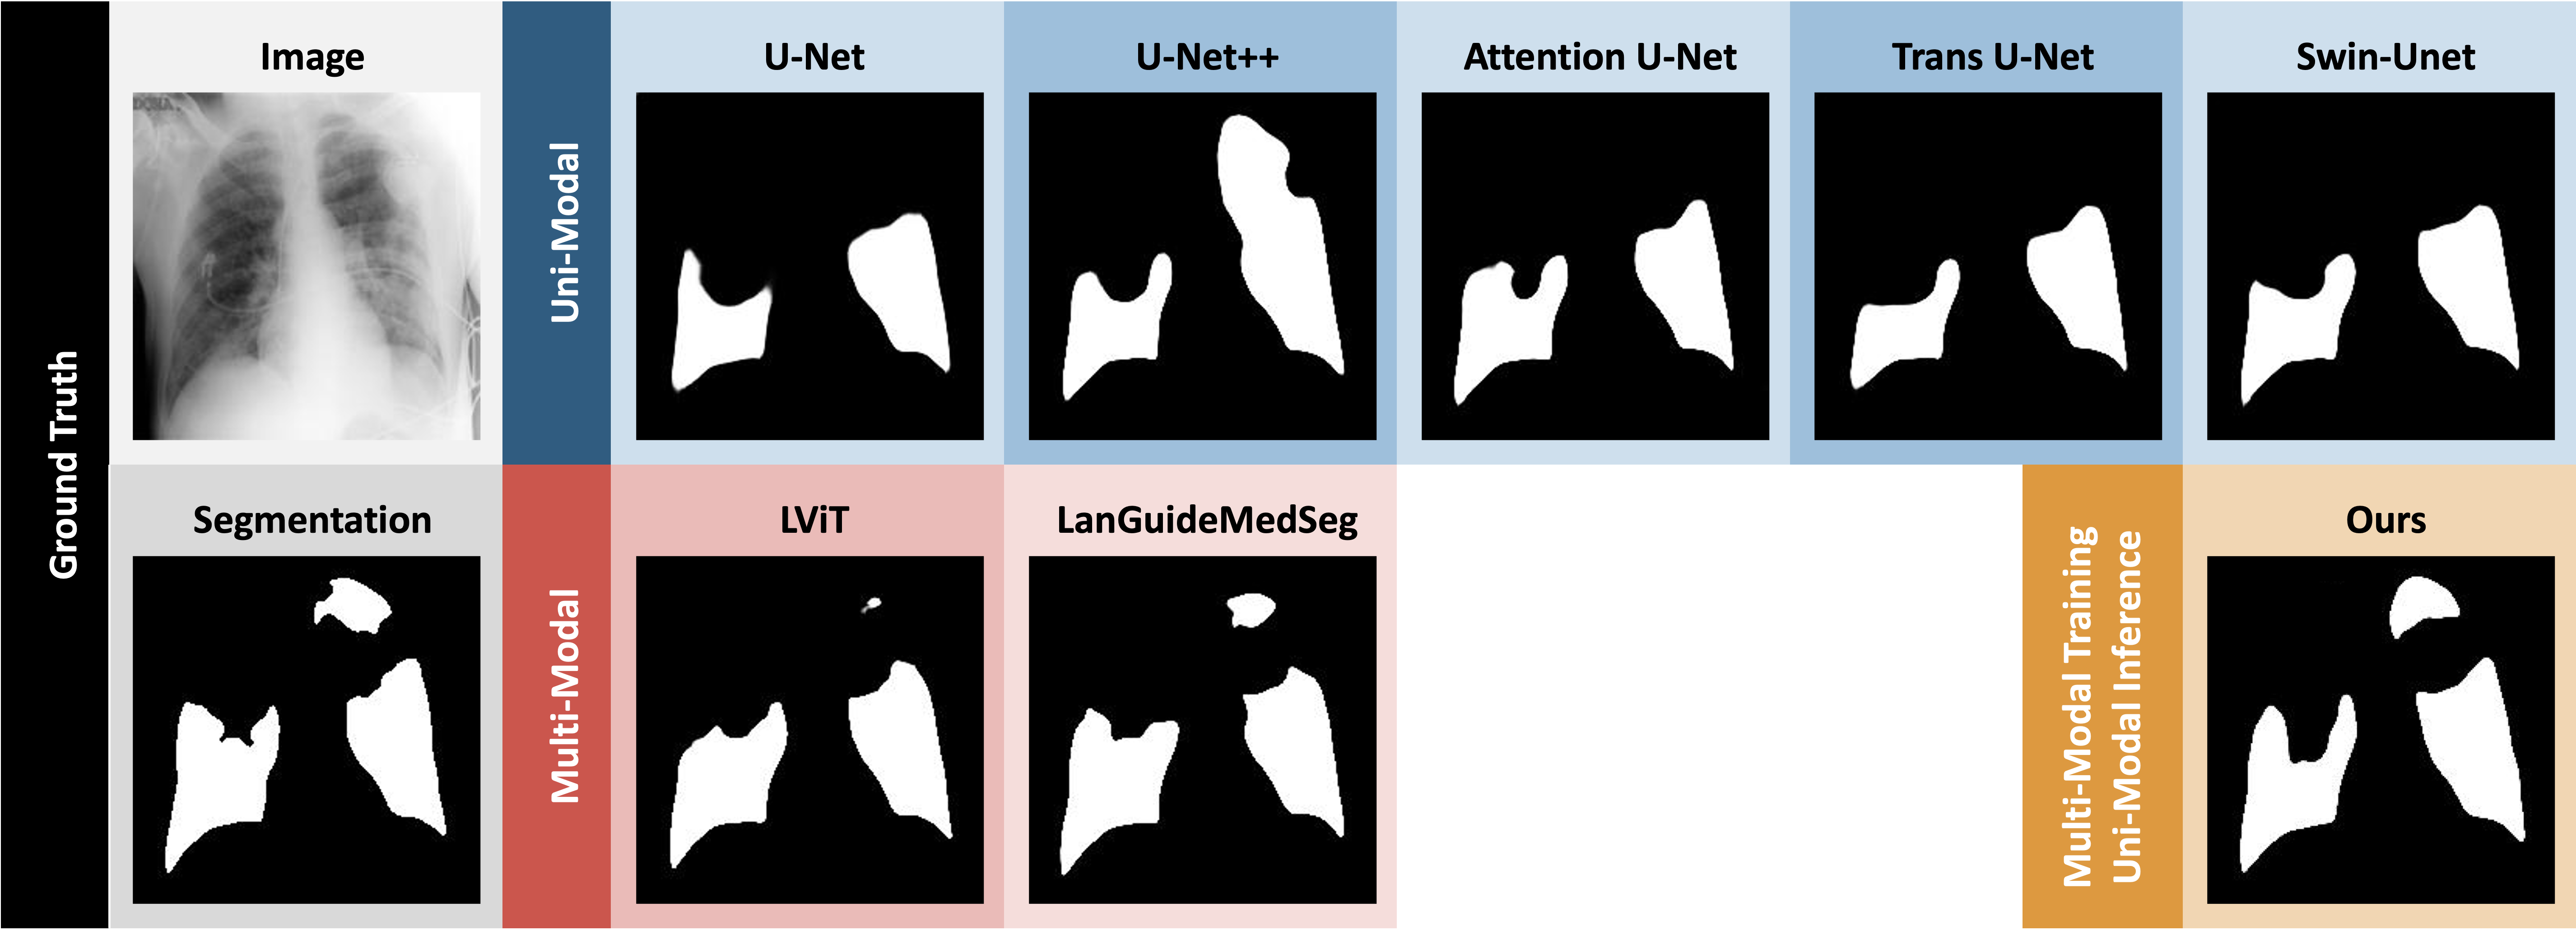 Ground Truth
Image
Uni-Modal
U-Net
U-Net++
Attention U-Net
Trans U-Net
Swin-Unet
Segmentation
Multi-Modal
LViT
LanGuideMedSeg
Multi-Modal Training
Uni-Modal Inference
Ours